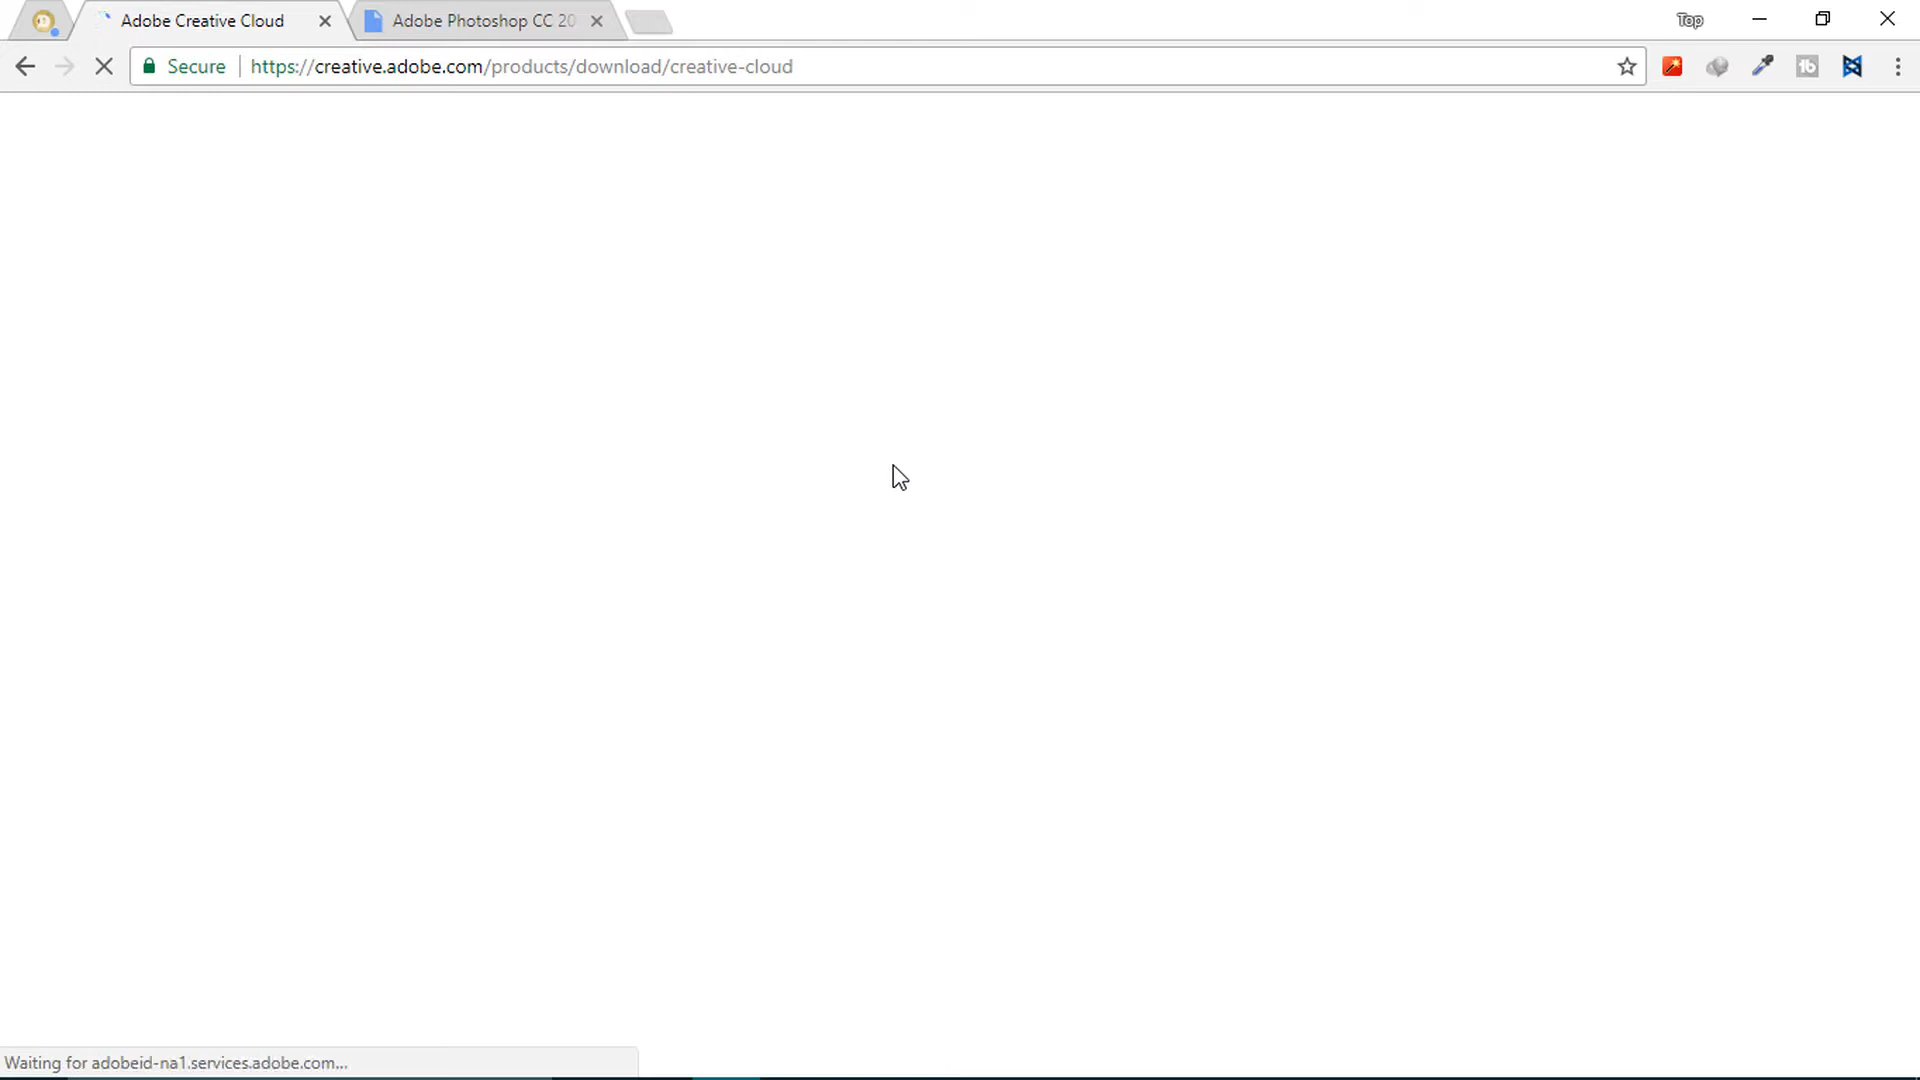 Adobe Creative Cloud
Adobe Photoshop CC 20
Top
Secure
https://creative.adobe.com/products/download/creative-cloud
Waiting for adobeid-na1.services.adobe.com...